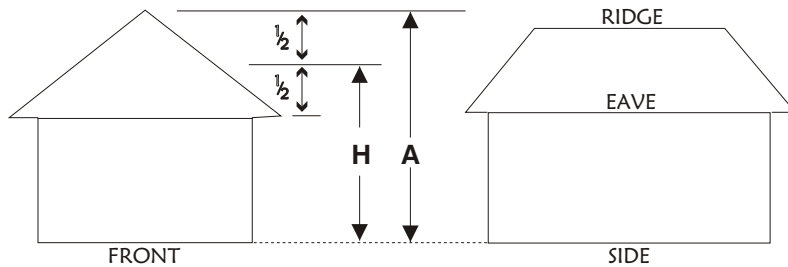 RIDGE
1/2
1/2
EAVE
H
A
FRONT
SIDE